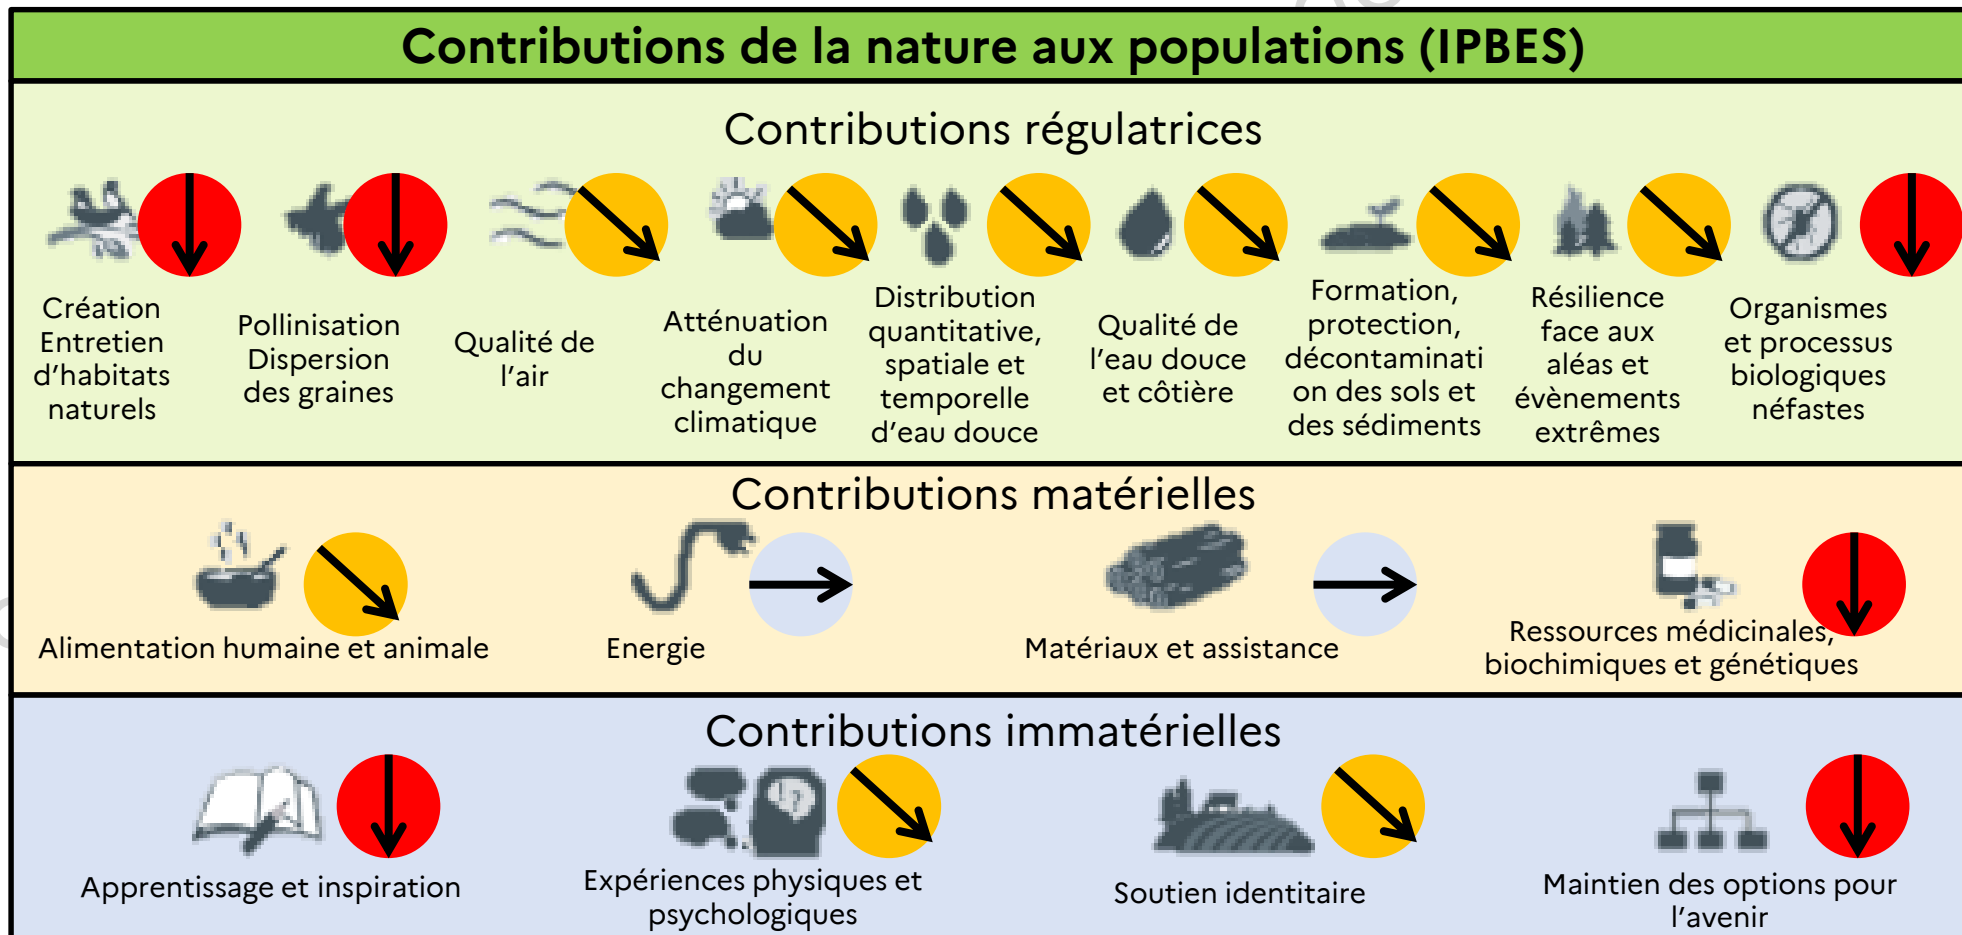 Contributions de la nature aux populations (IPBES)
Contributions régulatrices
Création
Entretien
d'habitats
naturels
Pollinisation
Dispersion
des graines
Qualité de
l'air
Atténuation
du
changement
climatique
Distribution
quantitative,
spatiale et
temporelle
d'eau douce
Qualité de
l'eau douce
et côtière
Formation,
protection,
décontaminati
on des sols et
des sédiments
Résilience
face aux
aléas et
évènements
extrêmes
Organismes
et processus
biologiques
néfastes
Contributions matérielles
Alimentation humaine et animale
Energie
Matériaux et assistance
Ressources médicinales,
biochimiques et génétiques
Contributions immatérielles
Apprentissage et inspiration
Expériences physiques et
psychologiques
Soutien identitaire
Maintien des options pour
l'avenir